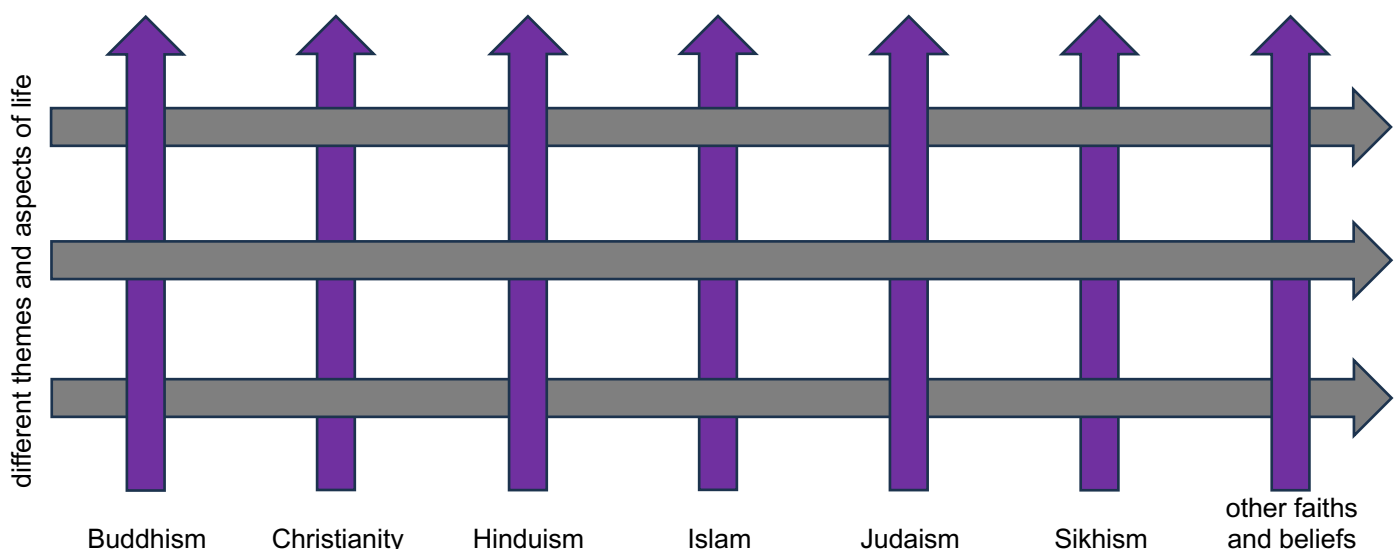 different themes and aspects of life
Buddhism
Christianity
Hinduism
Islam
Judaism
Sikhism
other faiths
and beliefs